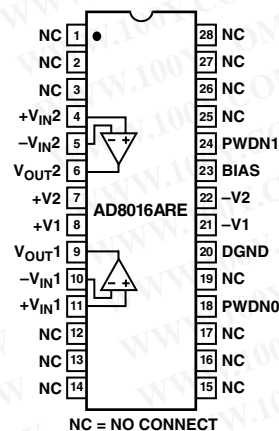 NC 1 28 NC
NC 2 27 NC
NC 3 26 NC
+VIN2 4 25 NC
−VIN2 5 24 PWDN1
VOUT2 6 23 BIAS
+V2 7 22 −V2
AD8016ARE
+V1 8 21 −V1
VOUT1 9 20 DGND
−VIN1 10 19 NC
+VIN1 11 18 PWDN0
NC 12 17 NC
NC 13 16 NC
NC 14 15 NC
NC = NO CONNECT